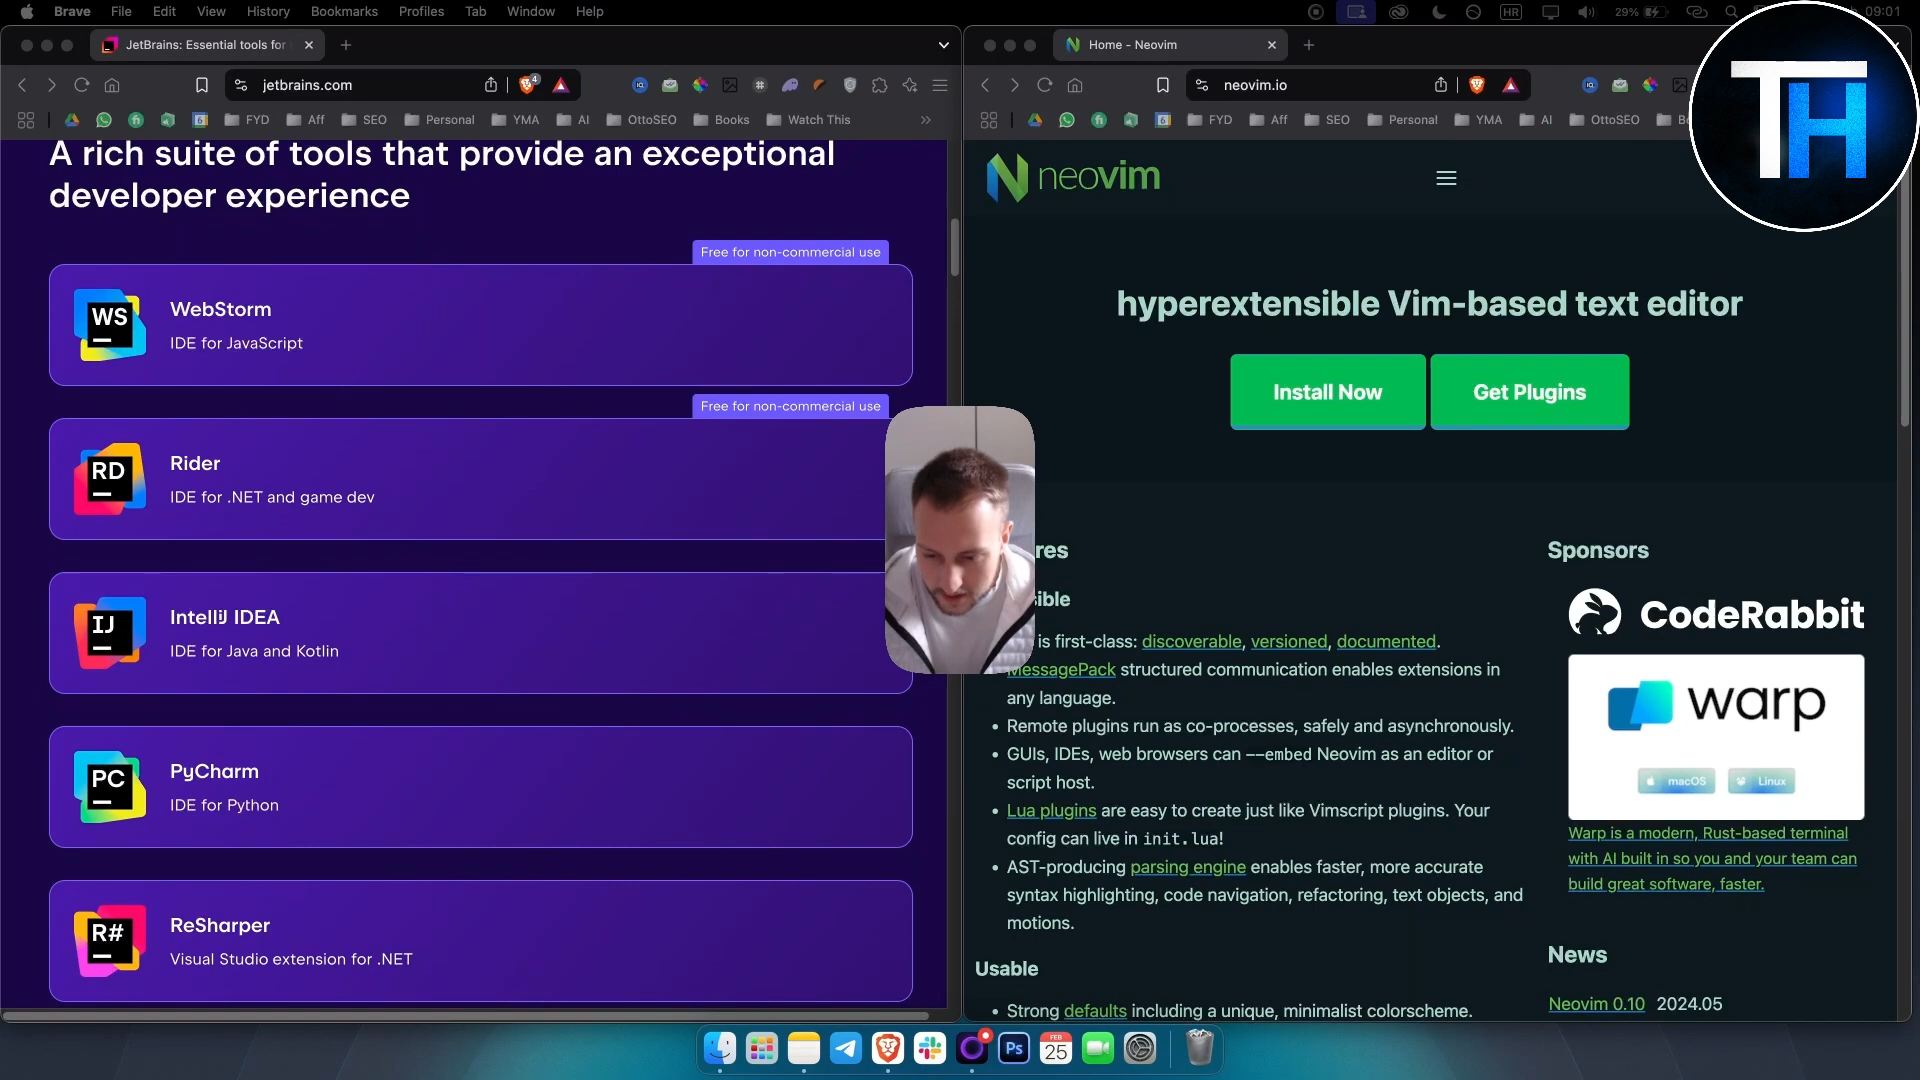 Brave File Edit View History Bookmarks Profiles Tab Window Help
HR 29% 09:01
JetBrains: Essential tools for
jetbrains.com
4
FYD Aff SEO Personal YMA AI OttoSEO Books Watch This
A rich suite of tools that provide an exceptional
developer experience
Free for non-commercial use
WS
WebStorm
IDE for JavaScript
Free for non-commercial use
RD
Rider
IDE for .NET and game dev
IJ
IntelliJ IDEA
IDE for Java and Kotlin
PC
PyCharm
IDE for Python
R#
ReSharper
Visual Studio extension for .NET
Home - Neovim
neovim.io
FYD Aff SEO Personal YMA AI OttoSEO
TH
neovim
hyperextensible Vim-based text editor
Install Now
Get Plugins
is first-class: discoverable, versioned, documented.
MessagePack structured communication enables extensions in
any language.
• Remote plugins run as co-processes, safely and asynchronously.
• GUIs, IDEs, web browsers can --embed Neovim as an editor or
script host.
• Lua plugins are easy to create just like Vimscript plugins. Your
config can live in init.lua!
• AST-producing parsing engine enables faster, more accurate
syntax highlighting, code navigation, refactoring, text objects, and
motions.
Usable
• Strong defaults including a unique, minimalist colorscheme.
Sponsors
CodeRabbit
warp
macOS
Linux
Warp is a modern, Rust-based terminal
with AI built in so you and your team can
build great software, faster.
News
Neovim 0.10 2024.05
Ps
FEB
25